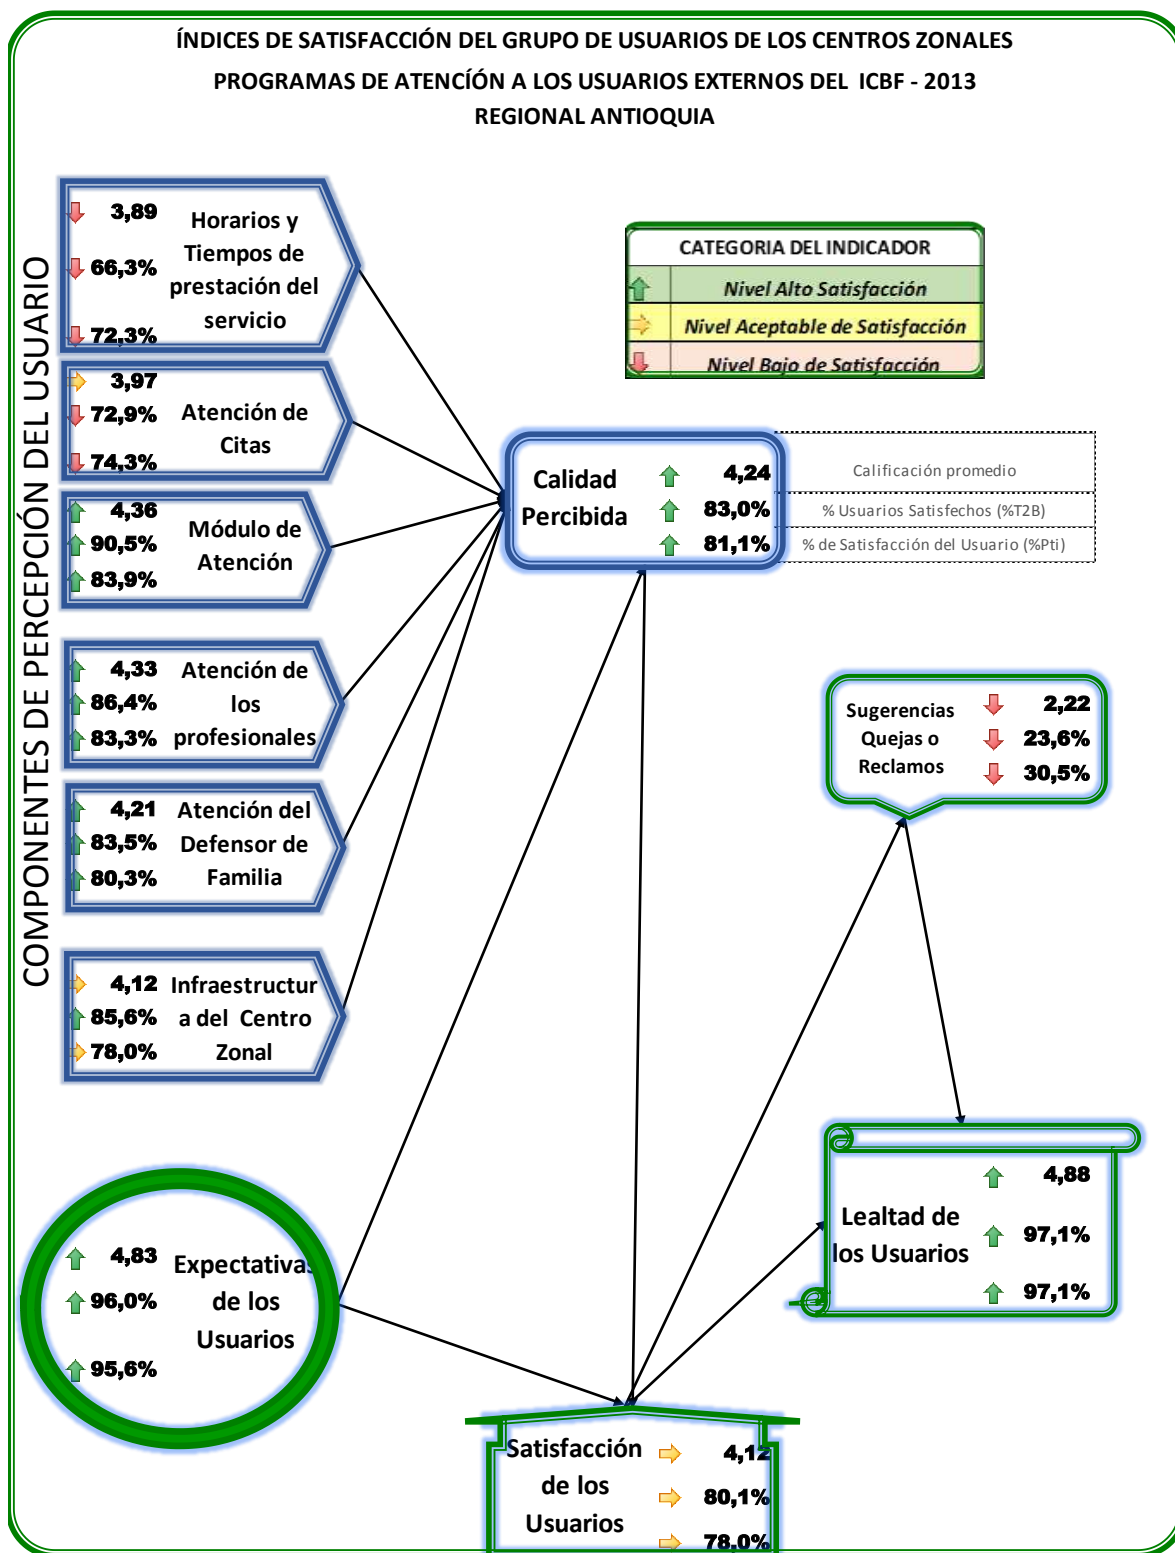 ÍNDICES DE SATISFACCIÓN DEL GRUPO DE USUARIOS DE LOS CENTROS ZONALES
PROGRAMAS DE ATENCÍÓN A LOS USUARIOS EXTERNOS DEL ICBF - 2013
REGIONAL ANTIOQUIA
COMPONENTES DE PERCEPCIÓN DEL USUARIO
3,89
66,3%
72,3%
Horarios y
Tiempos de
prestación del
servicio
CATEGORIA DEL INDICADOR
Nivel Alto Satisfacción
Nivel Aceptable de Satisfacción
Nivel Bajo de Satisfacción
3,97
72,9%
74,3%
Atención de
Citas
4,36
90,5%
83,9%
Módulo de
Atención
Calidad
Percibida
4,24
83,0%
81,1%
Calificación promedio
% Usuarios Satisfechos (%T2B)
% de Satisfacción del Usuario (%Pti)
4,33
86,4%
83,3%
Atención de
los
profesionales
Sugerencias
Quejas o
Reclamos
2,22
23,6%
30,5%
4,21
83,5%
80,3%
Atención del
Defensor de
Familia
4,12
85,6%
78,0%
Infraestructur
a del Centro
Zonal
4,83
96,0%
95,6%
Expectativas
de los
Usuarios
Lealtad de
los Usuarios
4,88
97,1%
97,1%
Satisfacción
de los
Usuarios
4,12
80,1%
78,0%